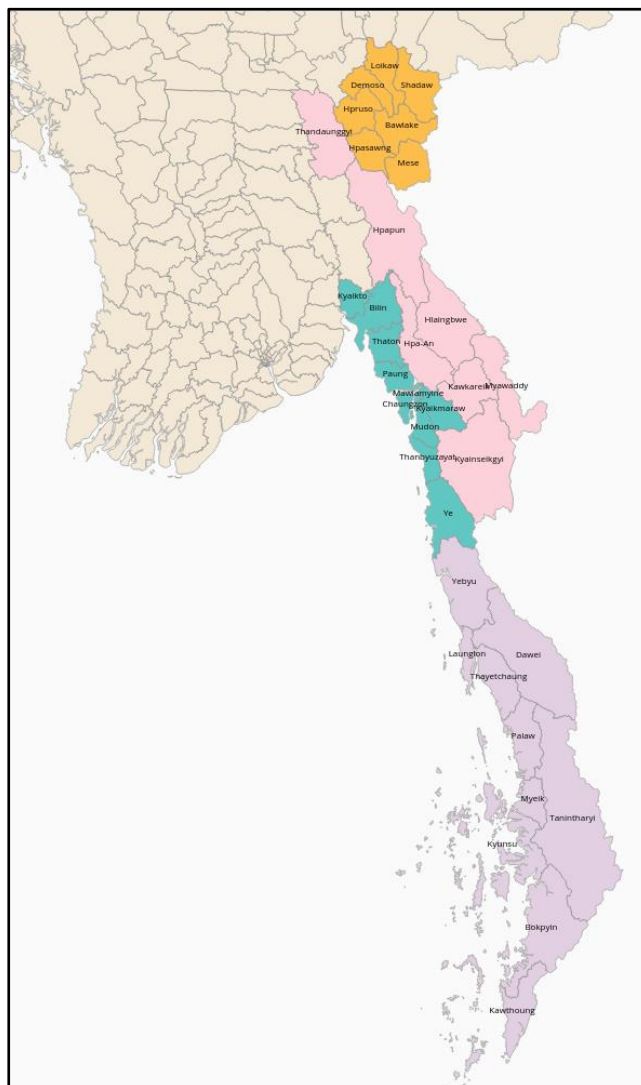 Loikaw
Demoso
Shadaw
Hpruso
Bawlake
Thandaunggyi
Hpasawng
Mese
Hpapun
Kyaikto
Bilin
Hlaingbwe
Thaton
Hpa-An
Paung
Kawkareik
Myawaddy
Mawlamyine
Chaungzon
Kyaikmaraw
Mudon
Thanbyuzayat
Kyainseikgyi
Ye
Yebyu
Launglon
Dawei
Thayetchaung
Palaw
Myeik
Tanintharyi
Kyunsu
Bokpyin
Kawthoung